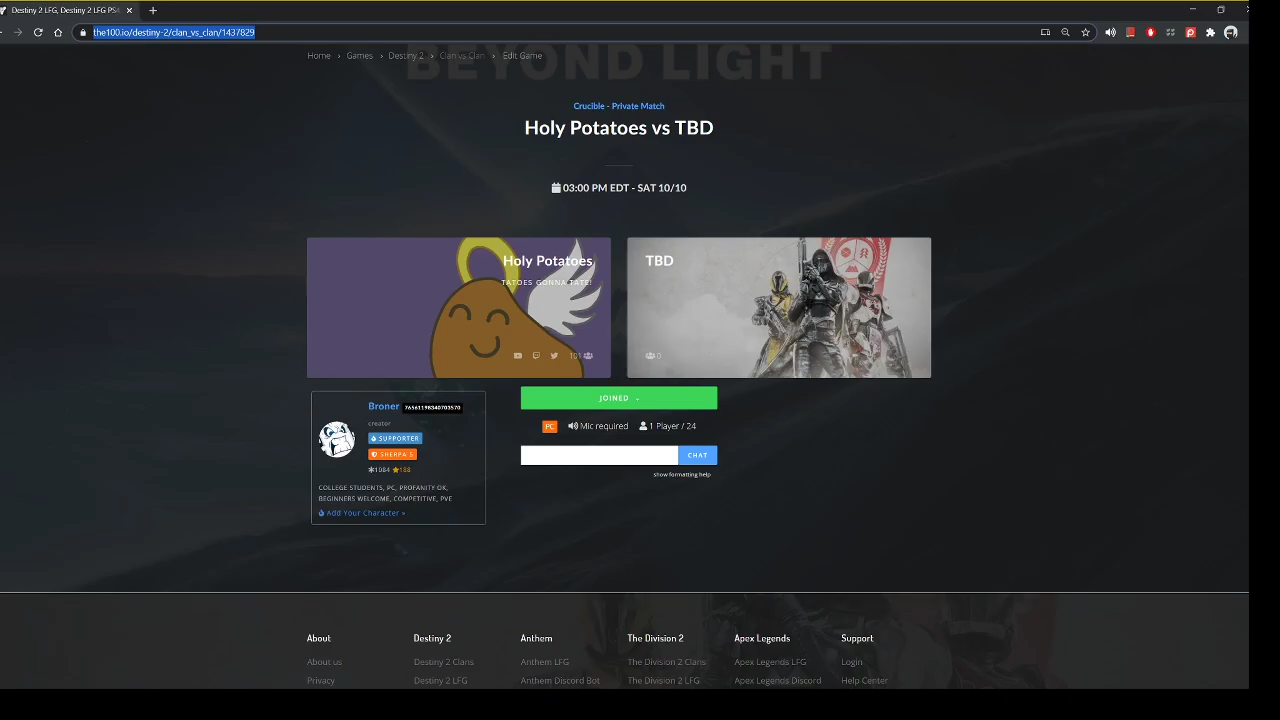 Destiny 2 LFG, Destiny 2 LFG PS4
the100.io/destiny-2/clan_vs_clan/1437829
Home › Games › Destiny 2 › Clan vs Clan › Edit Game
BEYOND LIGHT
Crucible - Private Match
Holy Potatoes vs TBD
03:00 PM EDT - SAT 10/10
Holy Potatoes
TATOES GONNA TATE!
101
TBD
0
JOINED
PC Mic required 1 Player / 24
CHAT
show formatting help
Broner 76561198340703570
creator
SUPPORTER
SHERPA 5
1084 188
COLLEGE STUDENTS, PC, PROFANITY OK,
BEGINNERS WELCOME, COMPETITIVE, PVE
Add Your Character »
About Destiny 2 Anthem The Division 2 Apex Legends Support
About us Destiny 2 Clans Anthem LFG The Division 2 Clans Apex Legends LFG Login
Privacy Destiny 2 LFG Anthem Discord Bot The Division 2 LFG Apex Legends Discord Help Center